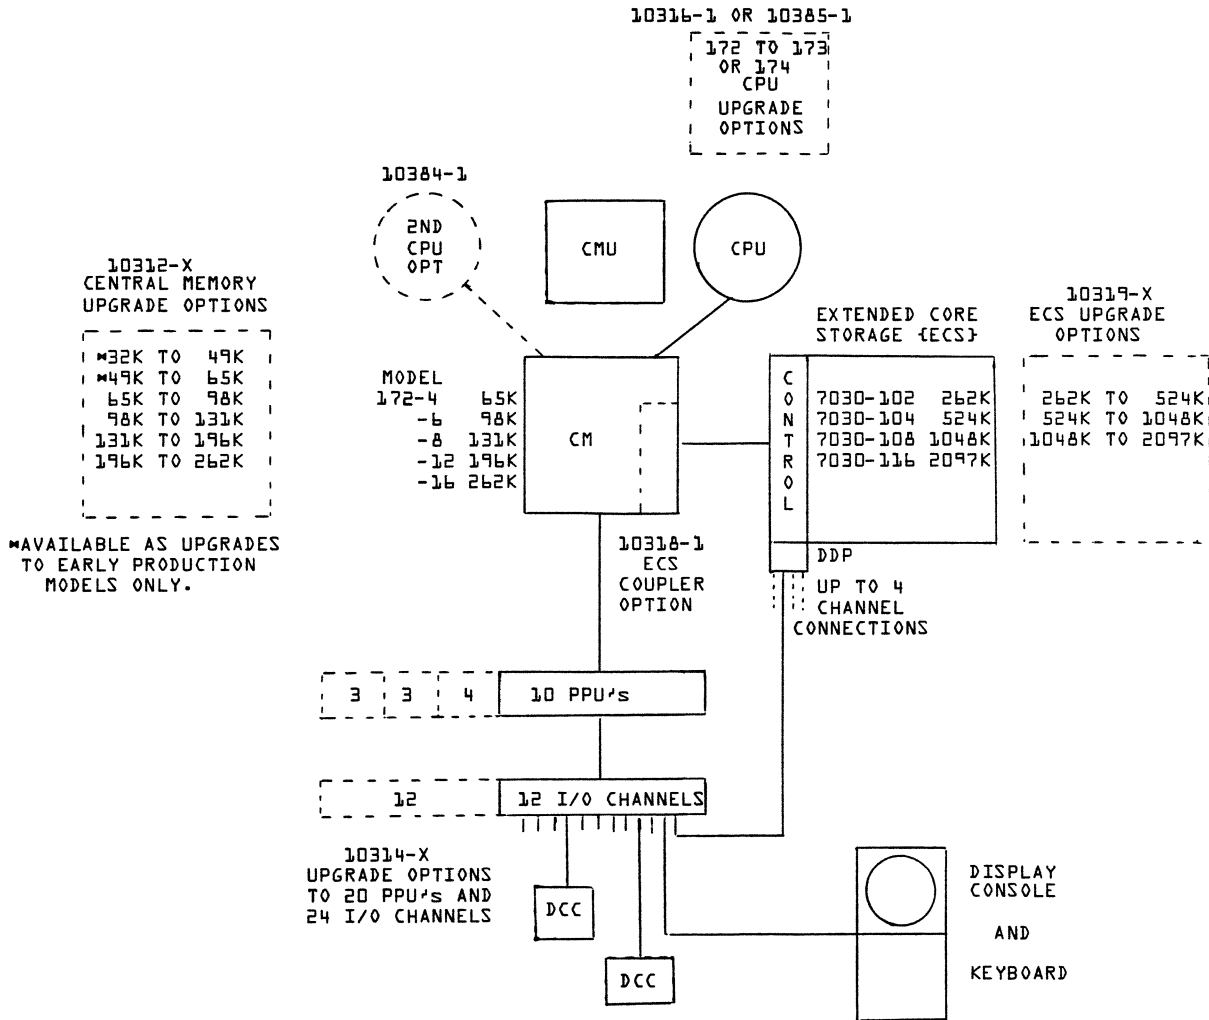 10316-1 OR 10385-1
172 TO 173
OR 174
CPU
UPGRADE
OPTIONS
10384-1
2ND
CPU
OPT
CMU
CPU
10312-X
CENTRAL MEMORY
UPGRADE OPTIONS
*32K TO 49K
*49K TO 65K
65K TO 98K
98K TO 131K
131K TO 196K
196K TO 262K
*AVAILABLE AS UPGRADES
TO EARLY PRODUCTION
MODELS ONLY.
MODEL
172-4 65K
-6 98K
-8 131K
-12 196K
-16 262K
CM
10318-1
ECS
COUPLER
OPTION
EXTENDED CORE
STORAGE {ECS}
CONTROL
7030-102 262K
7030-104 524K
7030-108 1048K
7030-116 2097K
DDP
UP TO 4
CHANNEL
CONNECTIONS
10319-X
ECS UPGRADE
OPTIONS
262K TO 524K
524K TO 1048K
1048K TO 2097K
3 3 4 10 PPU's
12 12 I/O CHANNELS
10314-X
UPGRADE OPTIONS
TO 20 PPU's AND
24 I/O CHANNELS
DCC
DCC
DISPLAY
CONSOLE
AND
KEYBOARD